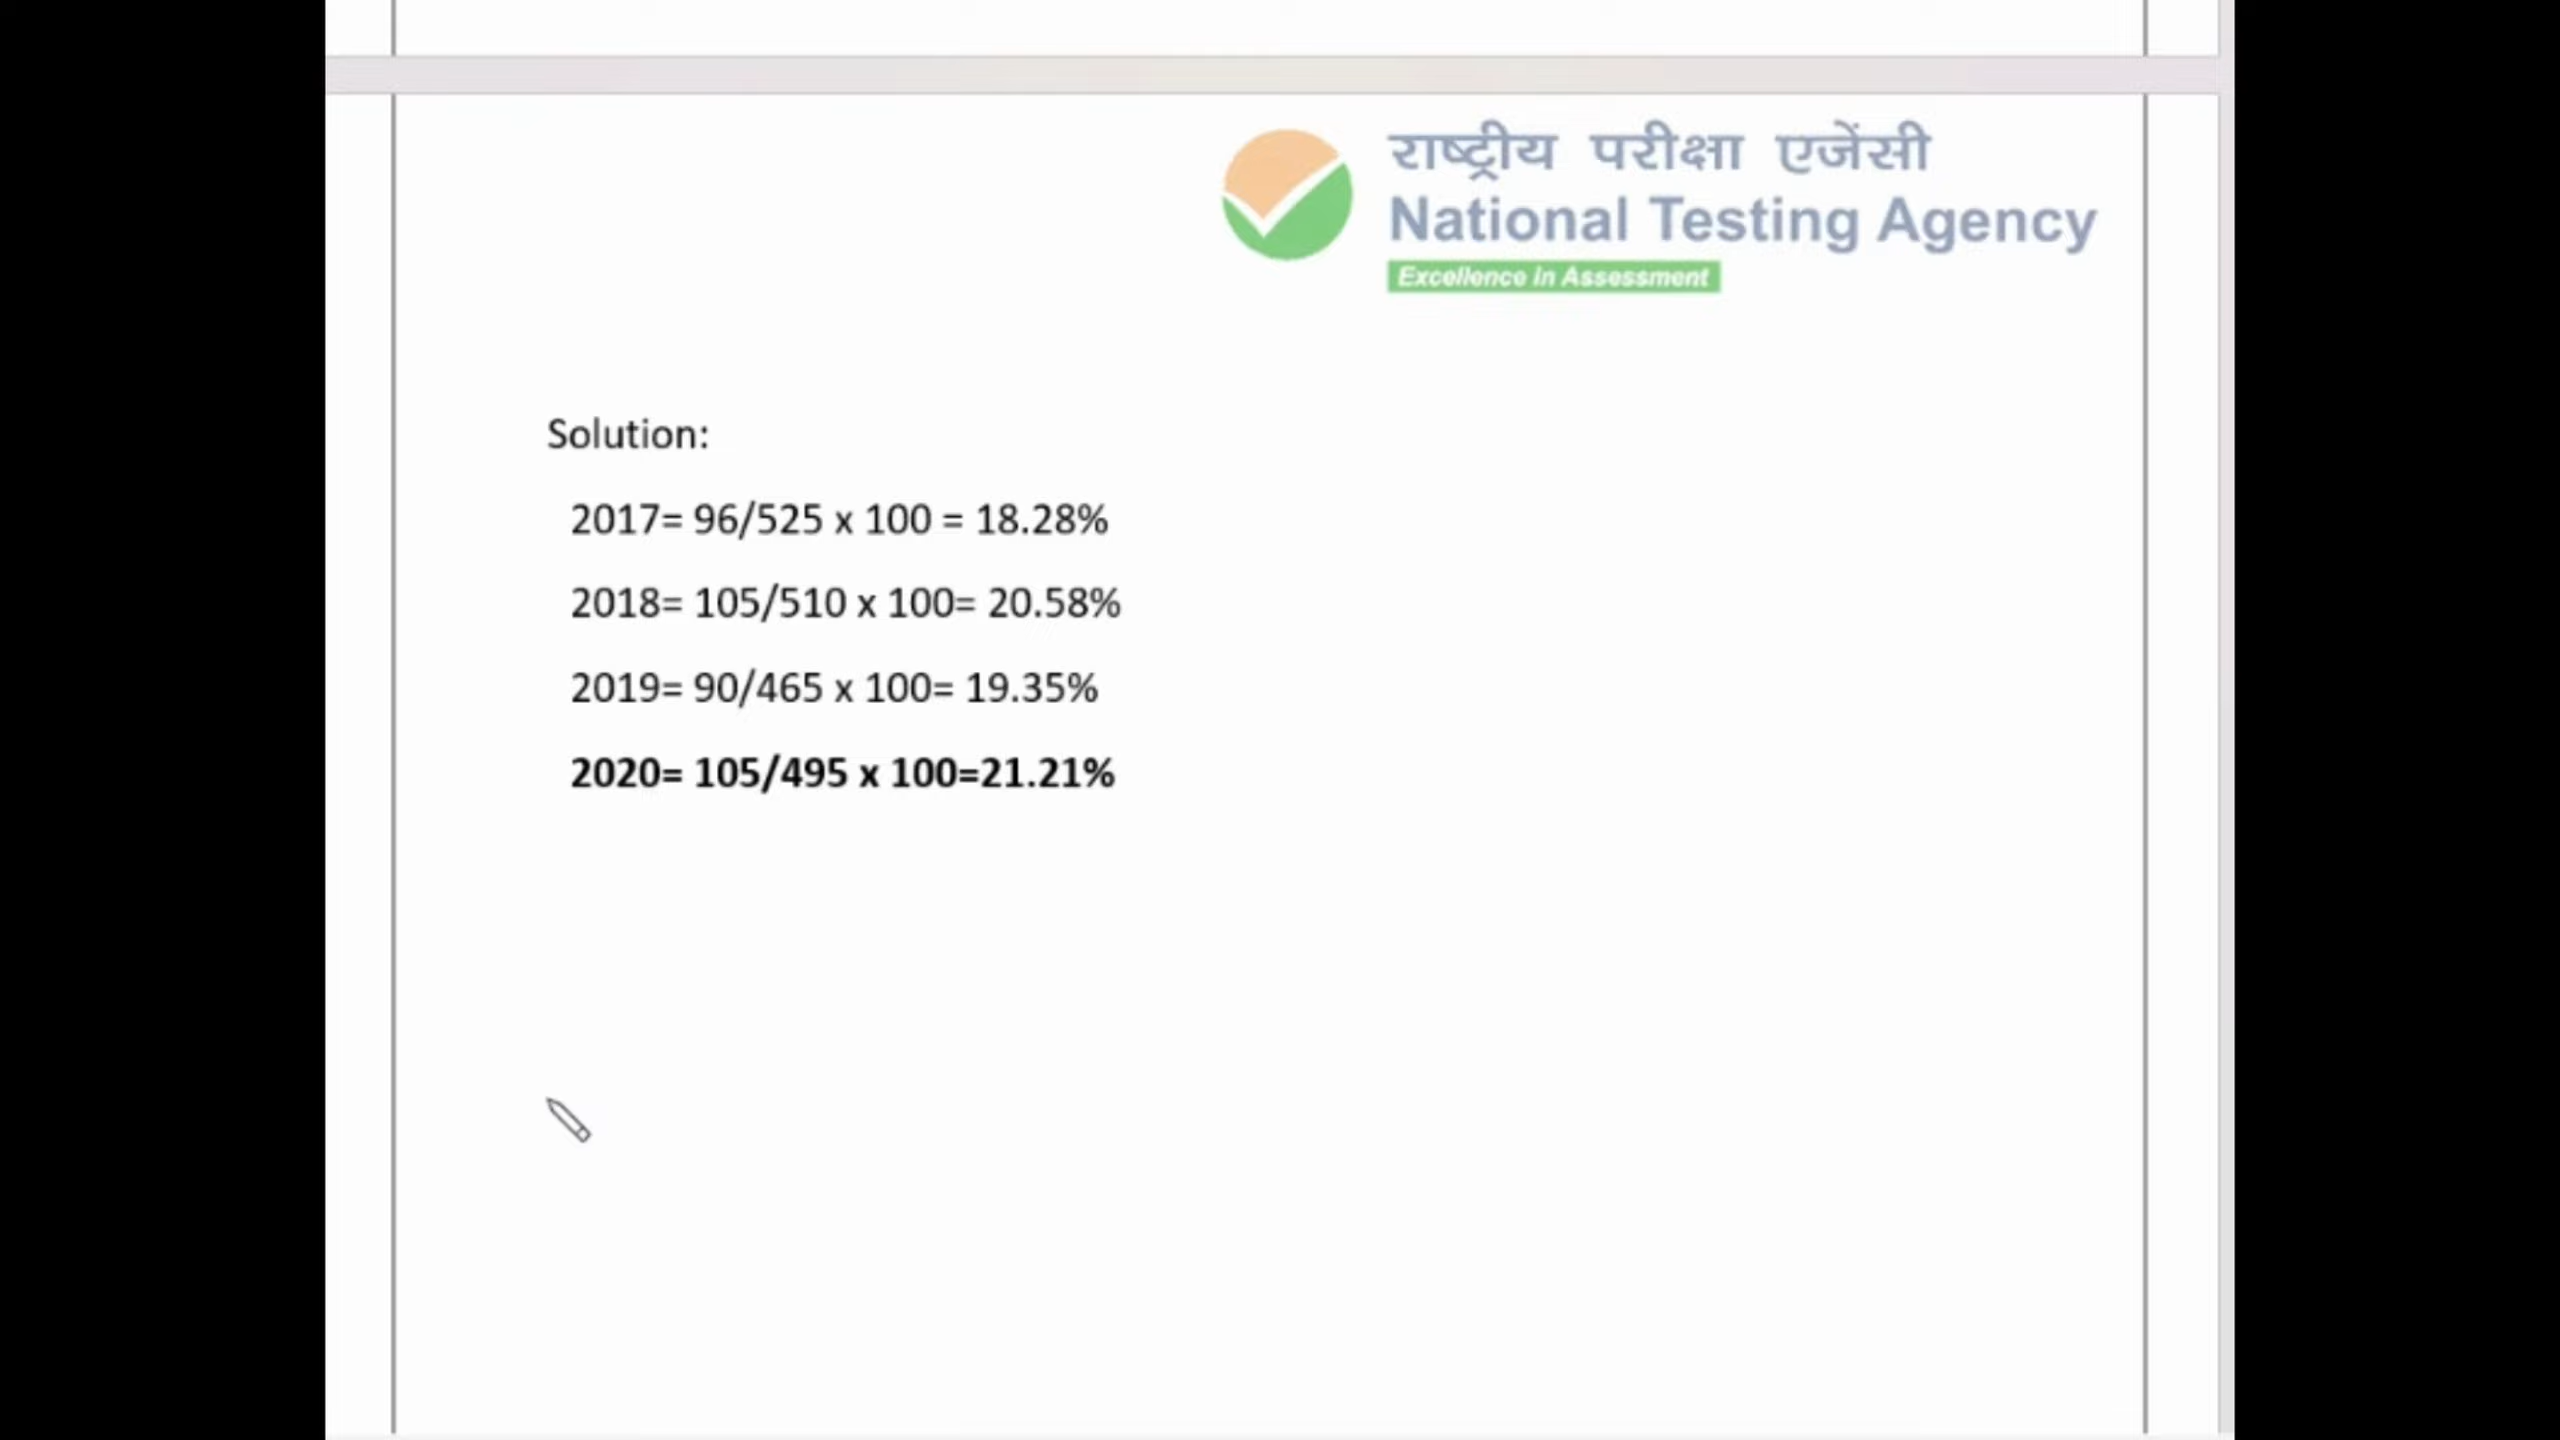 राष्ट्रीय परीक्षा एजेंसी
National Testing Agency
Excellence in Assessment
Solution:
2017= 96/525 x 100 = 18.28%
2018= 105/510 x 100= 20.58%
2019= 90/465 x 100= 19.35%
2020= 105/495 x 100=21.21%